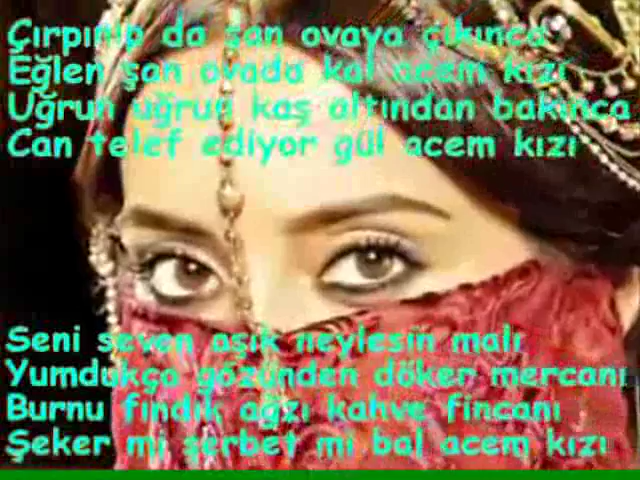 Çırpınıp da şan ovaya çıkınca
Eğlen şan ovada kal acem kızı
Uğrun uğrun kaş altından bakınca
Can telef ediyor gül acem kızı
Seni seven aşık neylesin malı
Yumdukça gözünden döker mercanı
Burnu fındık ağzı kahve fincanı
Şeker mi şerbet mi bal acem kızı